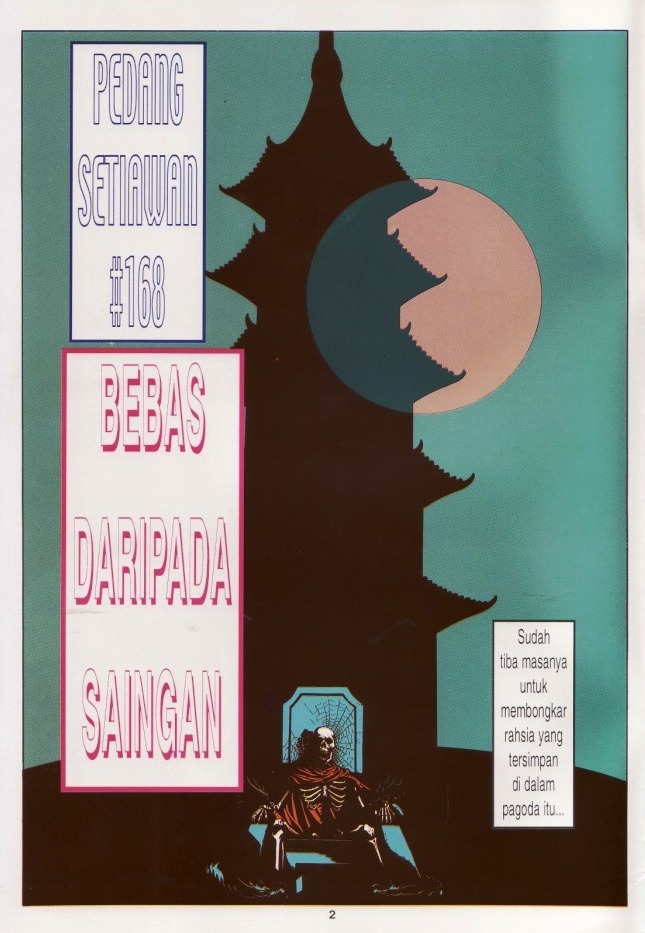 PEDANG
SETIAWAN
#168
BEBAS
DARIPADA
SAINGAN
Sudah
tiba masanya
untuk
membongkar
rahsia yang
tersimpan
di dalam
pagoda itu...
2